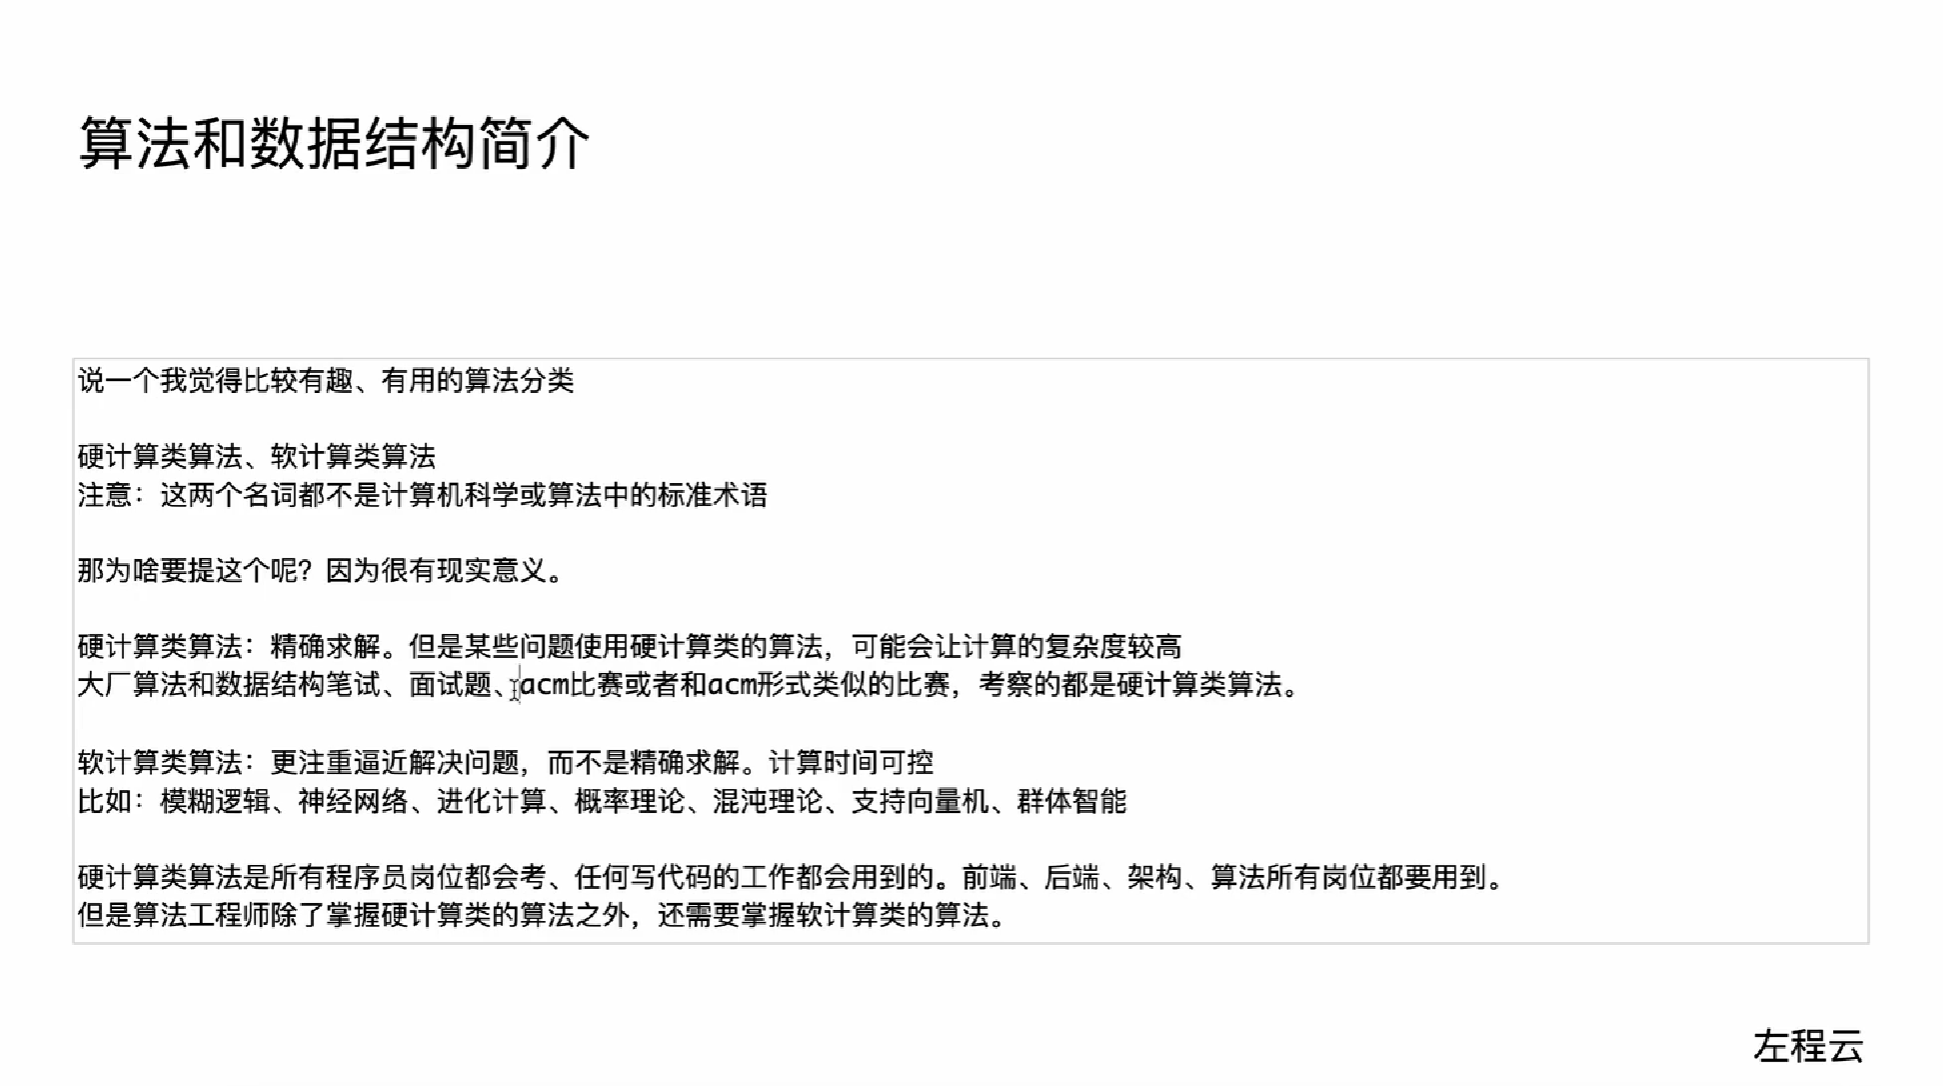 算法和数据结构简介
说一个我觉得比较有趣、有用的算法分类
硬计算类算法、软计算类算法
注意：这两个名词都不是计算机科学或算法中的标准术语
那为啥要提这个呢？因为很有现实意义。
硬计算类算法：精确求解。但是某些问题使用硬计算类的算法，可能会让计算的复杂度较高
大厂算法和数据结构笔试、面试题、acm比赛或者和acm形式类似的比赛，考察的都是硬计算类算法。
软计算类算法：更注重逼近解决问题，而不是精确求解。计算时间可控
比如：模糊逻辑、神经网络、进化计算、概率理论、混沌理论、支持向量机、群体智能
硬计算类算法是所有程序员岗位都会考、任何写代码的工作都会用到的。前端、后端、架构、算法所有岗位都要用到。
但是算法工程师除了掌握硬计算类的算法之外，还需要掌握软计算类的算法。
左程云